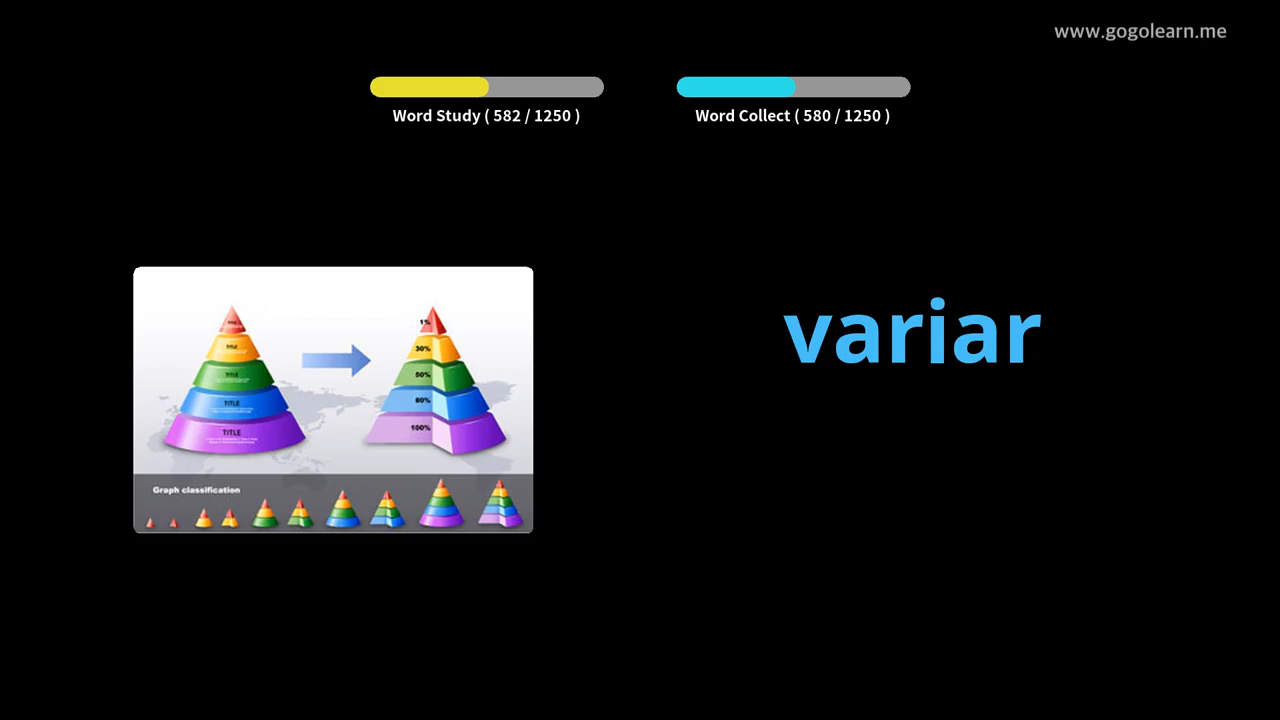 www.gogolearn.me
Word Study ( 582 / 1250 )
Word Collect ( 580 / 1250 )
variar
TITLE
TITLE
TITLE
TITLE
1%
30%
50%
80%
100%
Graph classification